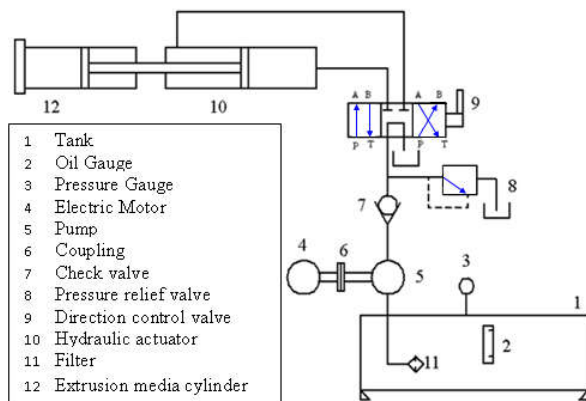 12
10
A B
A B
P T
P T
9
8
7
4
6
5
3
1
2
11
1 Tank
2 Oil Gauge
3 Pressure Gauge
4 Electric Motor
5 Pump
6 Coupling
7 Check valve
8 Pressure relief valve
9 Direction control valve
10 Hydraulic actuator
11 Filter
12 Extrusion media cylinder